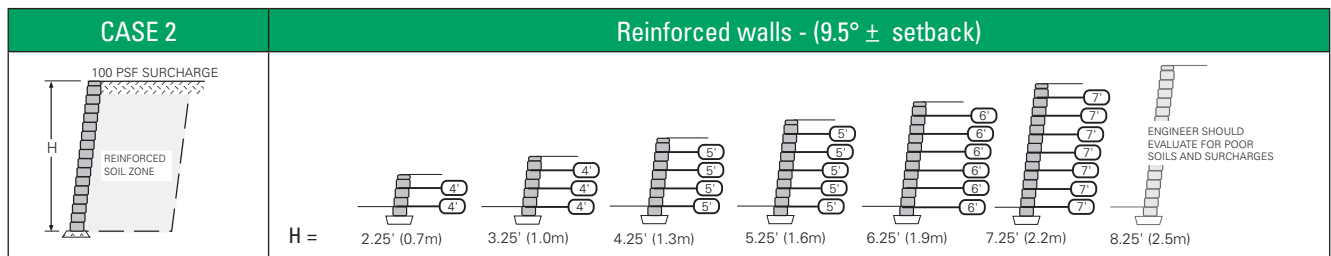 CASE 2
Reinforced walls - (9.5° ± setback)
100 PSF SURCHARGE
H
REINFORCED
SOIL ZONE
4'
4'
4'
4'
4'
5'
5'
5'
5'
5'
5'
5'
5'
5'
6'
6'
6'
6'
6'
6'
7'
7'
7'
7'
7'
7'
7'
ENGINEER SHOULD
EVALUATE FOR POOR
SOILS AND SURCHARGES
H = 2.25' (0.7m) 3.25' (1.0m) 4.25' (1.3m) 5.25' (1.6m) 6.25' (1.9m) 7.25' (2.2m) 8.25' (2.5m)